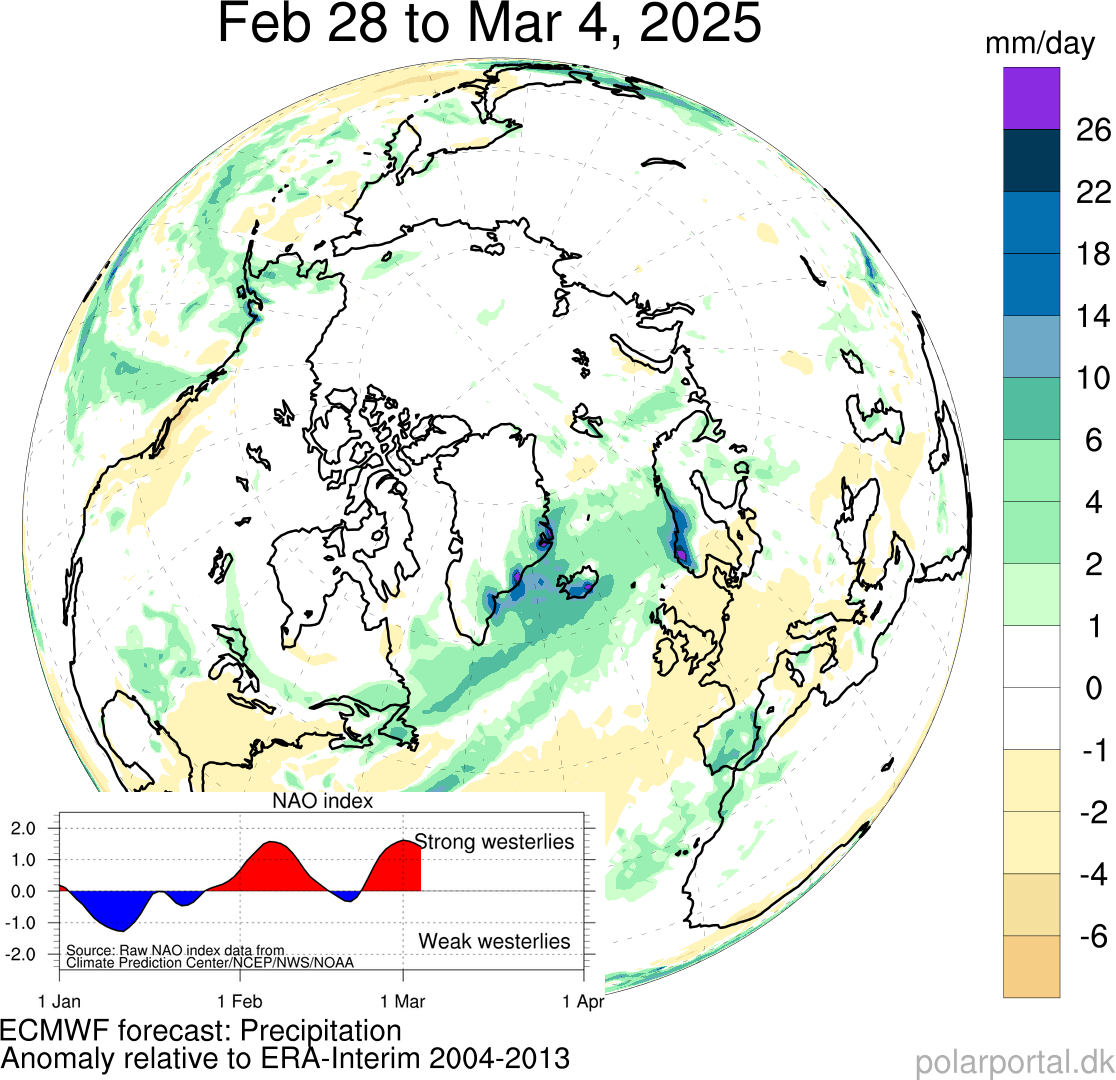 Feb 28 to Mar 4, 2025
mm/day
26
22
18
14
10
6
4
2
1
0
-1
-2
-4
-6
NAO index
2.0
1.0
0.0
-1.0
-2.0
Strong westerlies
Weak westerlies
Source: Raw NAO index data from
Climate Prediction Center/NCEP/NWS/NOAA
1 Jan
1 Feb
1 Mar
1 Apr
ECMWF forecast: Precipitation
Anomaly relative to ERA-Interim 2004-2013
polarportal.dk